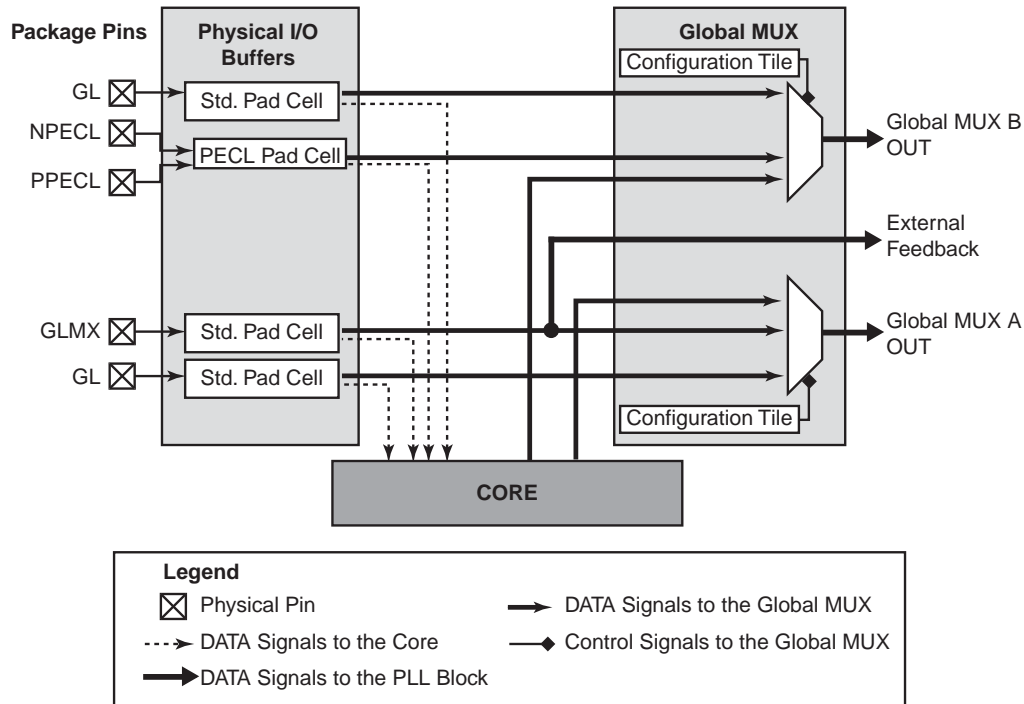 Package Pins
Physical I/O
Buffers
Global MUX
Configuration Tile
GL
Std. Pad Cell
NPECL
PECL Pad Cell
PPECL
Global MUX B
OUT
External
Feedback
GLMX
Std. Pad Cell
Global MUX A
OUT
GL
Std. Pad Cell
Configuration Tile
CORE
Legend
Physical Pin
DATA Signals to the Global MUX
DATA Signals to the Core
Control Signals to the Global MUX
DATA Signals to the PLL Block